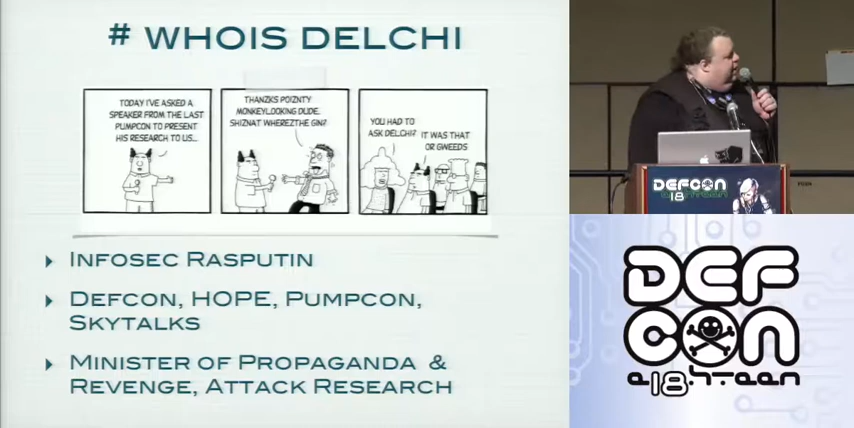 # WHOIS DELCHI
TODAY I'VE ASKED A
SPEAKER FROM THE LAST
PUMPCON TO PRESENT
HIS RESEARCH TO US...
THANZKS POIZNTY
MONKEYLOOKING DUDE.
SHIZNAT WHEREZTHE GIN?
YOU HAD TO
ASK DELCHI?
IT WAS THAT
OR GWEEDS
INFOSEC RASPUTIN
DEFCON, HOPE, PUMPCON,
SKYTALKS
MINISTER OF PROPAGANDA &
REVENGE, ATTACK RESEARCH
DEFCON
18
DEF
CON
e18hteen